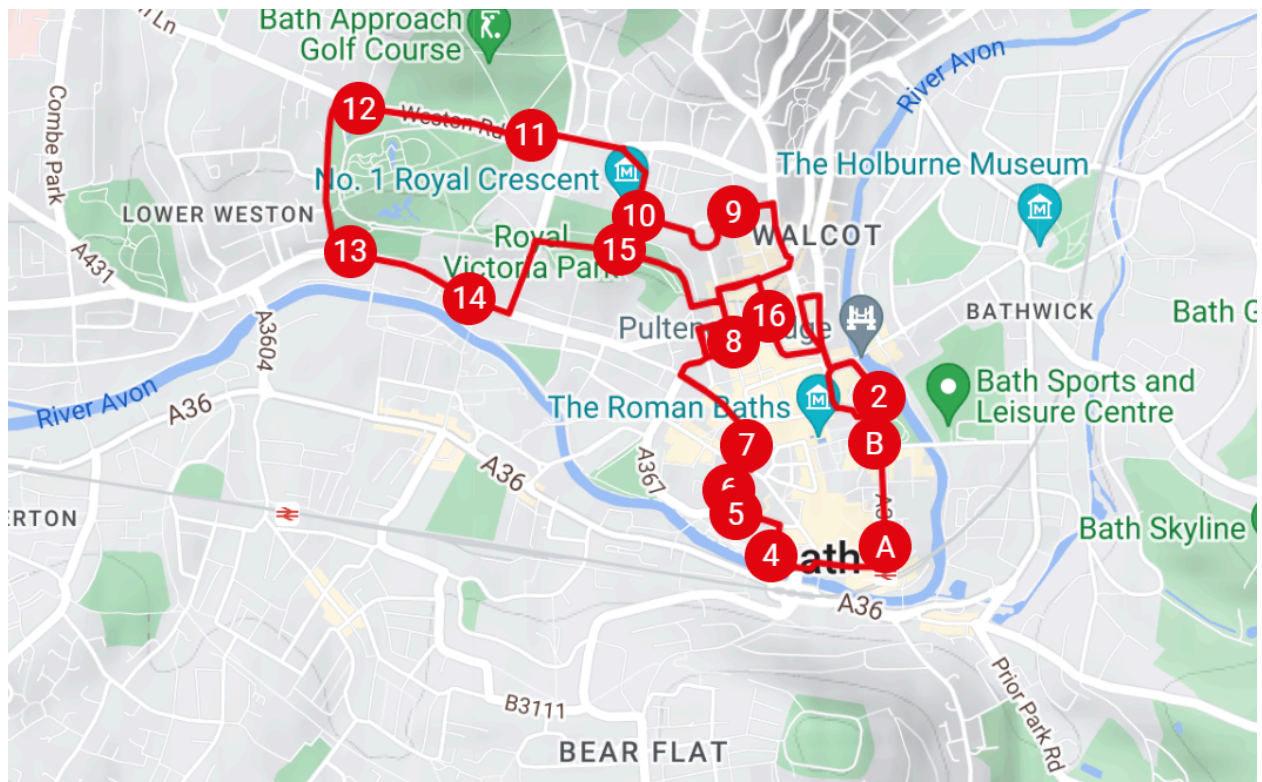 Bath Approach
Golf Course
River Avon
Combe Park
12
Weston Rd
11
The Holburne Museum
No. 1 Royal Crescent
LOWER WESTON
10
9
WALCOT
A431
13
Royal
Victoria Park
15
14
16
BATHWICK
Bath G
A3604
Pulten
dge
8
River Avon
A36
The Roman Baths
2
Bath Sports and
Leisure Centre
B
7
A36
A367
6
5
ERTON
Bath Skyline
4
ath
A
A36
Prior Park Rd
B3111
BEAR FLAT